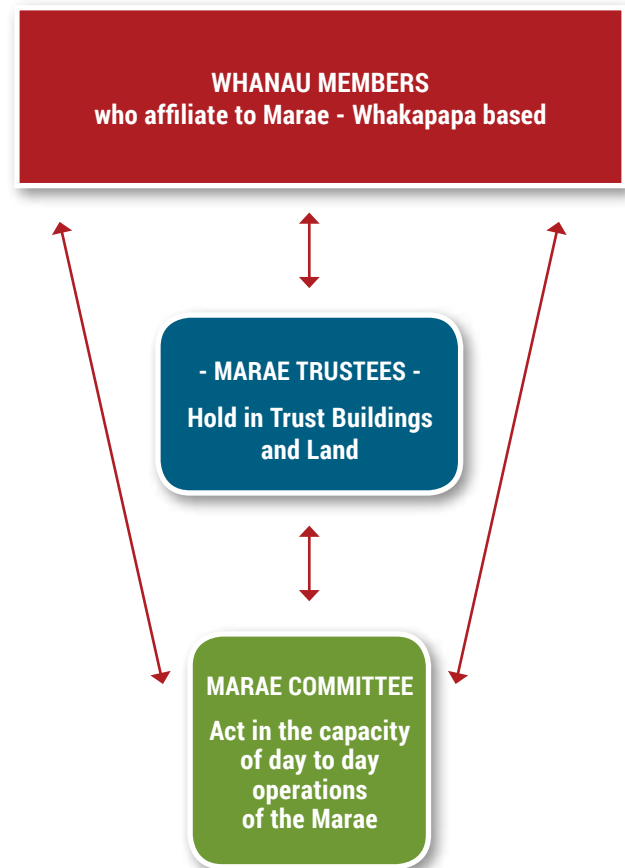 WHANAU MEMBERS
who affiliate to Marae - Whakapapa based
- MARAE TRUSTEES -
Hold in Trust Buildings
and Land
MARAE COMMITTEE
Act in the capacity
of day to day
operations
of the Marae